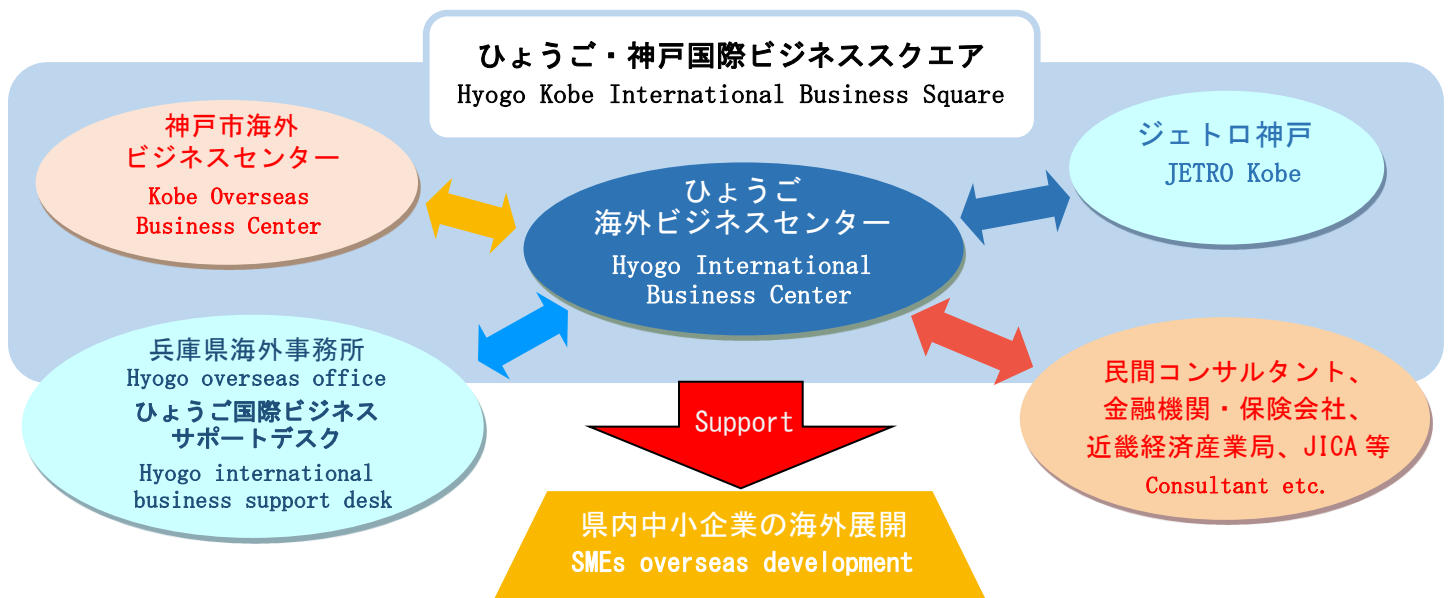 ひょうご・神戸国際ビジネススクエア
Hyogo Kobe International Business Square
神戸市海外
ビジネスセンター
Kobe Overseas
Business Center
ひょうご
海外ビジネスセンター
Hyogo International
Business Center
ジェトロ神戸
JETRO Kobe
兵庫県海外事務所
Hyogo overseas office
ひょうご国際ビジネス
サポートデスク
Hyogo international
business support desk
民間コンサルタント、
金融機関・保険会社、
近畿経済産業局、JICA 等
Consultant etc.
Support
県内中小企業の海外展開
SMEs overseas development